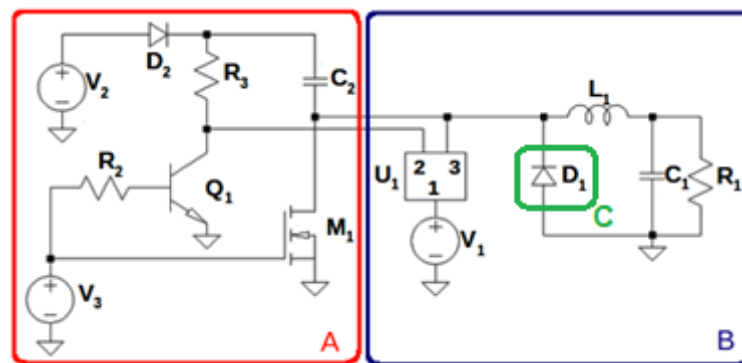 D₂
V₂
R₃
C₂
R₂
Q₁
M₁
V₃
A
L₁
U₁
2 3
1
V₁
D₁
C
C₁
R₁
B